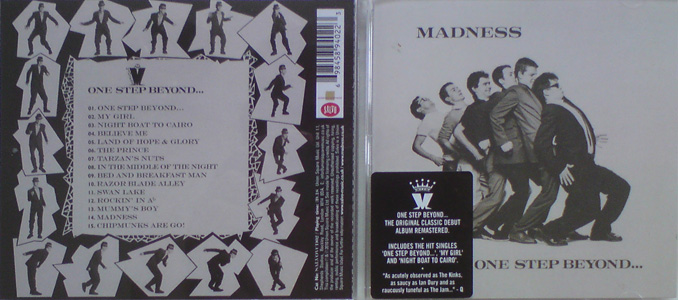 ONE STEP BEYOND...
01. ONE STEP BEYOND...
02. MY GIRL
03. NIGHT BOAT TO CAIRO
04. BELIEVE ME
05. LAND OF HOPE & GLORY
06. THE PRINCE
07. TARZAN'S NUTS
08. IN THE MIDDLE OF THE NIGHT
09. BED AND BREAKFAST MAN
10. RAZOR BLADE ALLEY
11. SWAN LAKE
12. ROCKIN' IN A♭
13. MUMMY'S BOY
14. MADNESS
15. CHIPMUNKS ARE GO!
SALVO
MADNESS
ONE STEP BEYOND...
THE ORIGINAL CLASSIC DEBUT
ALBUM REMASTERED.
INCLUDES THE HIT SINGLES
'ONE STEP BEYOND...', 'MY GIRL'
AND 'NIGHT BOAT TO CAIRO'.
"As acutely observed as The Kinks,
as saucy as Ian Dury and as
raucously tuneful as The Jam..." - Q
ONE STEP BEYOND...